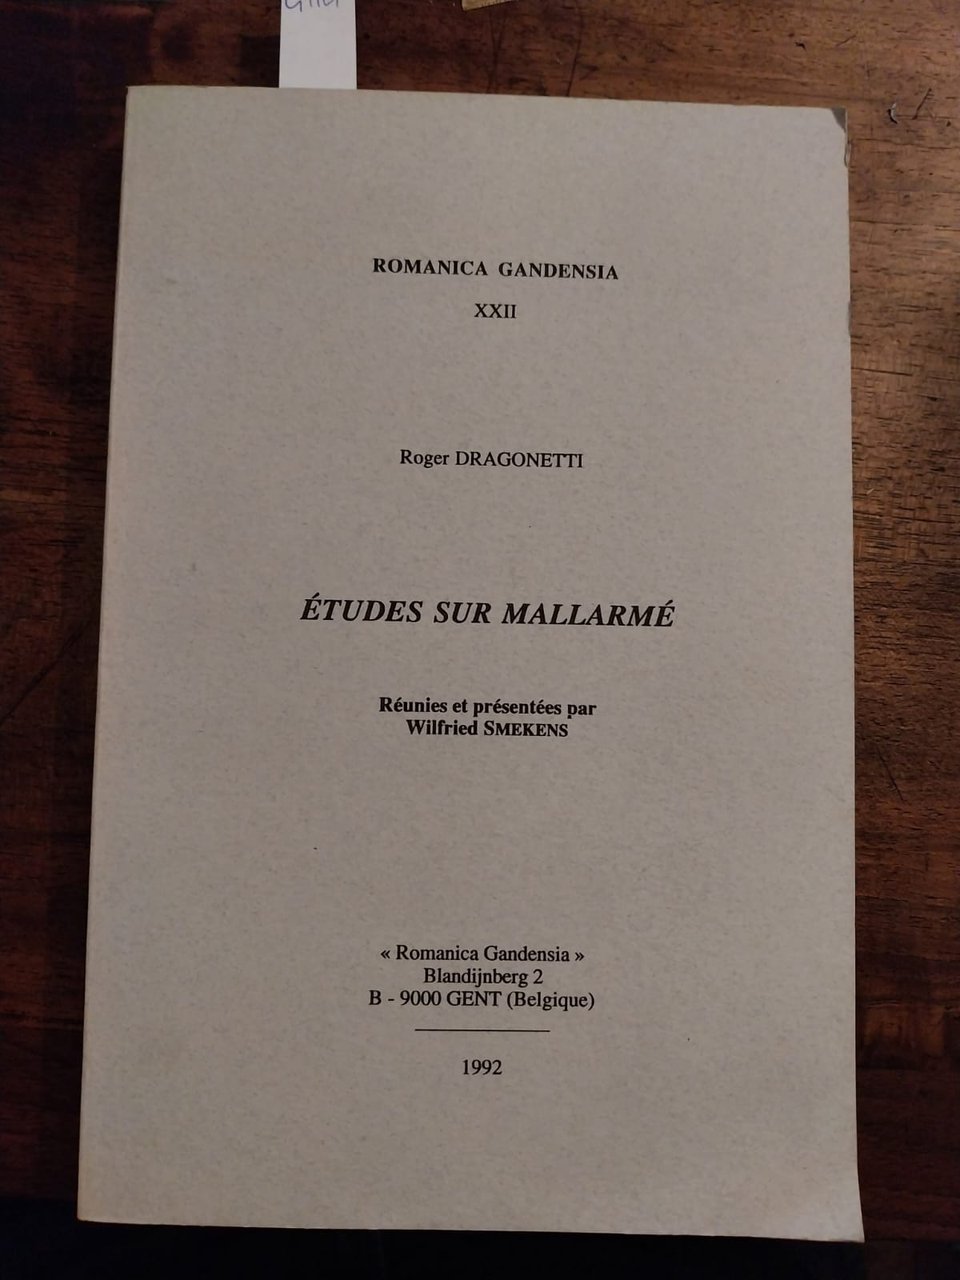 ROMANICA GANDENSIA
XXII
Roger DRAGONETTI
ÉTUDES SUR MALLARMÉ
Réunies et présentées par
Wilfried SMEKENS
« Romanica Gandensia »
Blandijnberg 2
B - 9000 GENT (Belgique)
1992